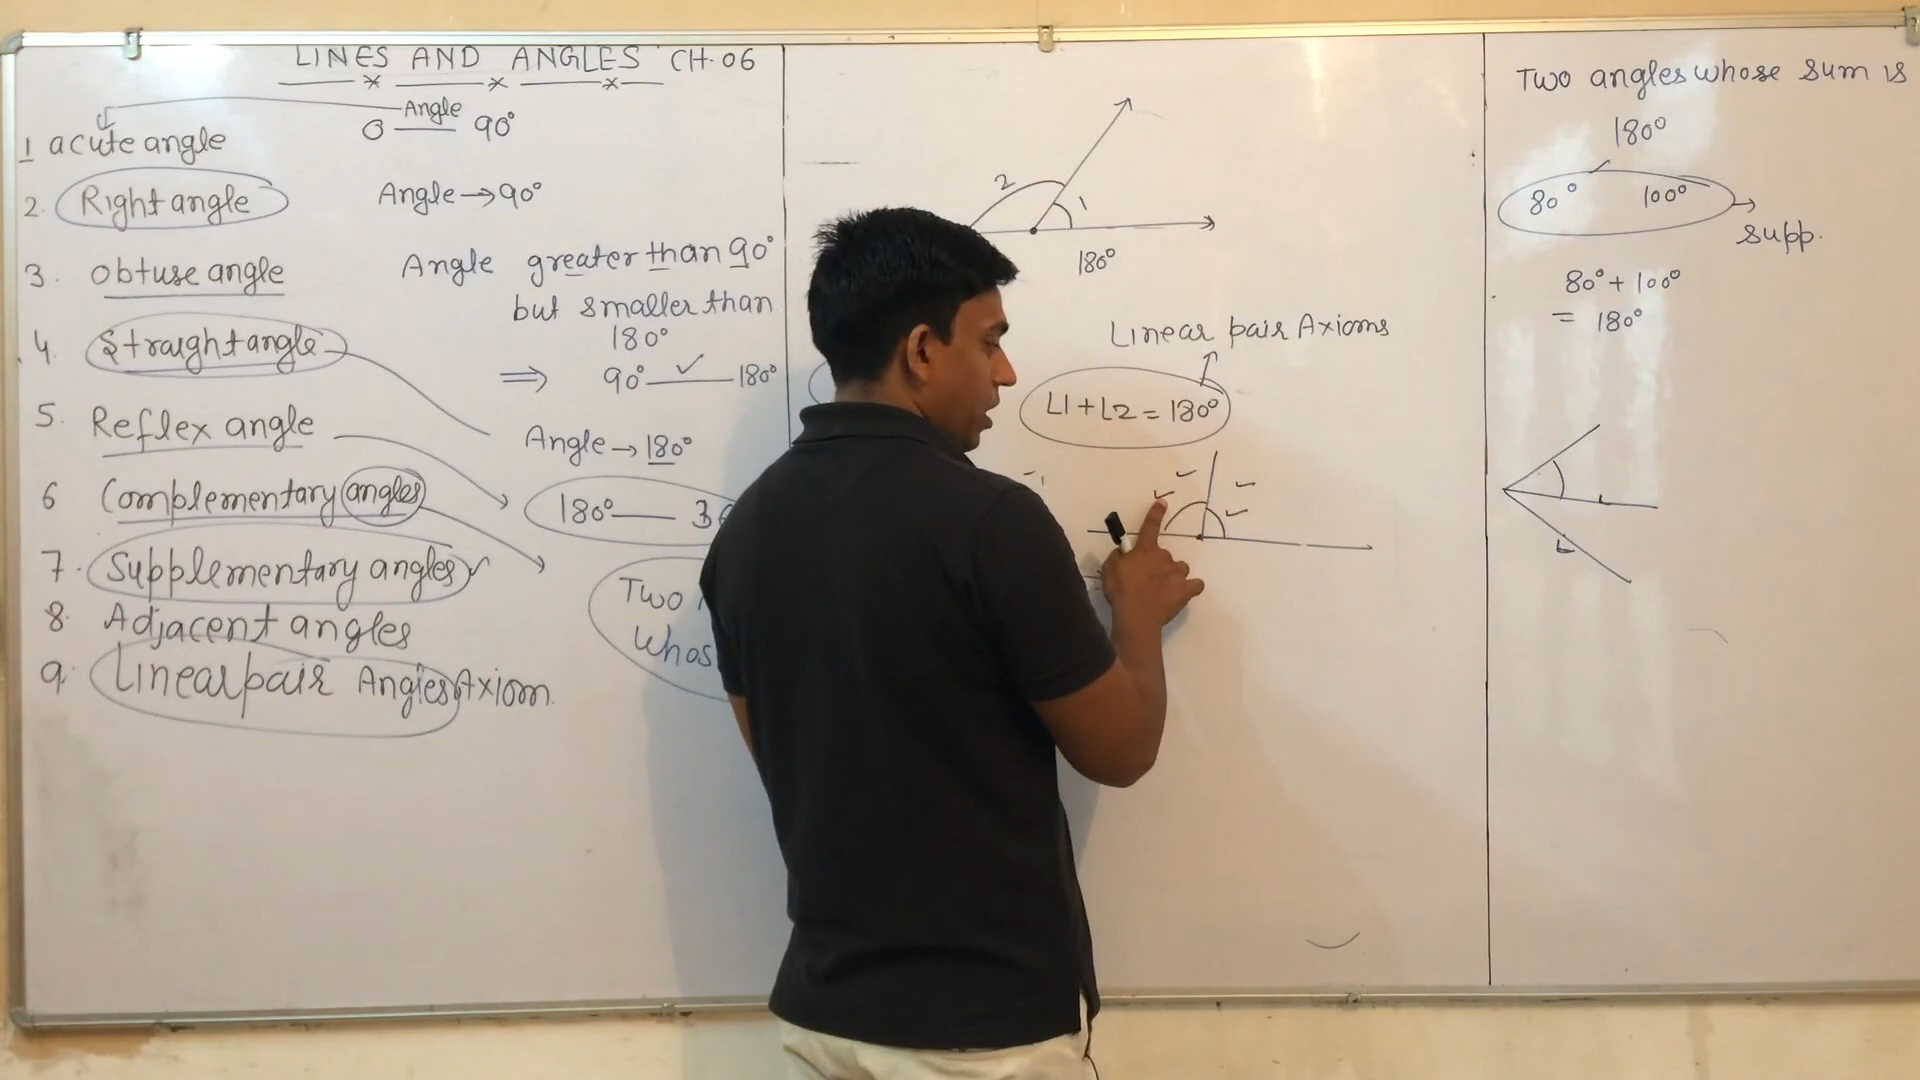 LINES AND ANGLES CH.06
Angle
0 90°
1 acute angle
2. Right angle
Angle → 90°
3. Obtuse angle
Angle greater than 90°
but smaller than
180°
4. Straight angle
⇒ 90° ✓ 180°
5. Reflex angle
Angle → 180°
6 Complementary angles
180° 3
7. Supplementary angles ✓
Two
Whos
8. Adjacent angles
9. Linear pair Angles Axiom.
2
1
180°
Linear pair Axioms
∠1+∠2=180°
Two angles whose sum is
180°
80° 100° →
Supp.
80°+100°
= 180°